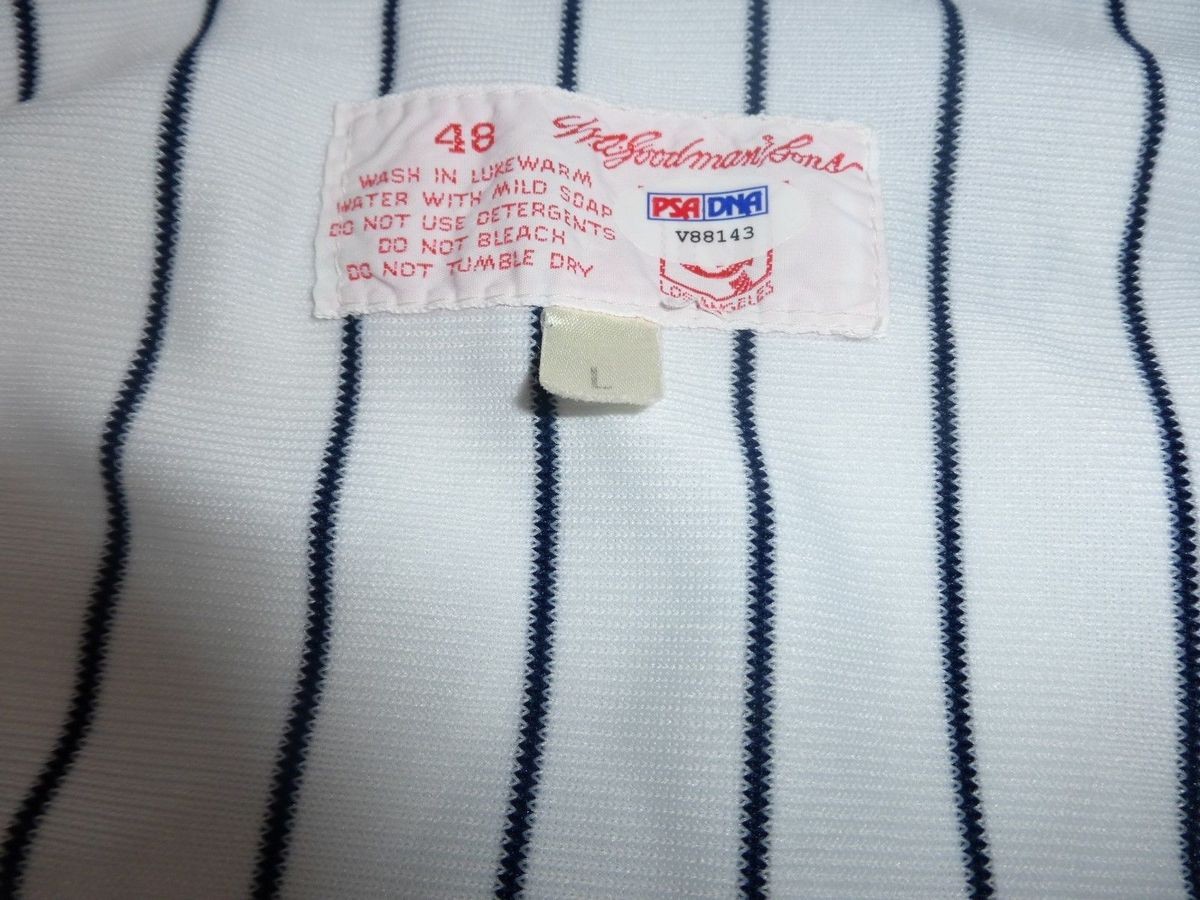 48
WASH IN LUKEWARM
WATER WITH MILD SOAP
DO NOT USE DETERGENTS
DO NOT BLEACH
DO NOT TUMBLE DRY
Goodman & Sons
PSA DNA
V88143
LOS ANGELES
L